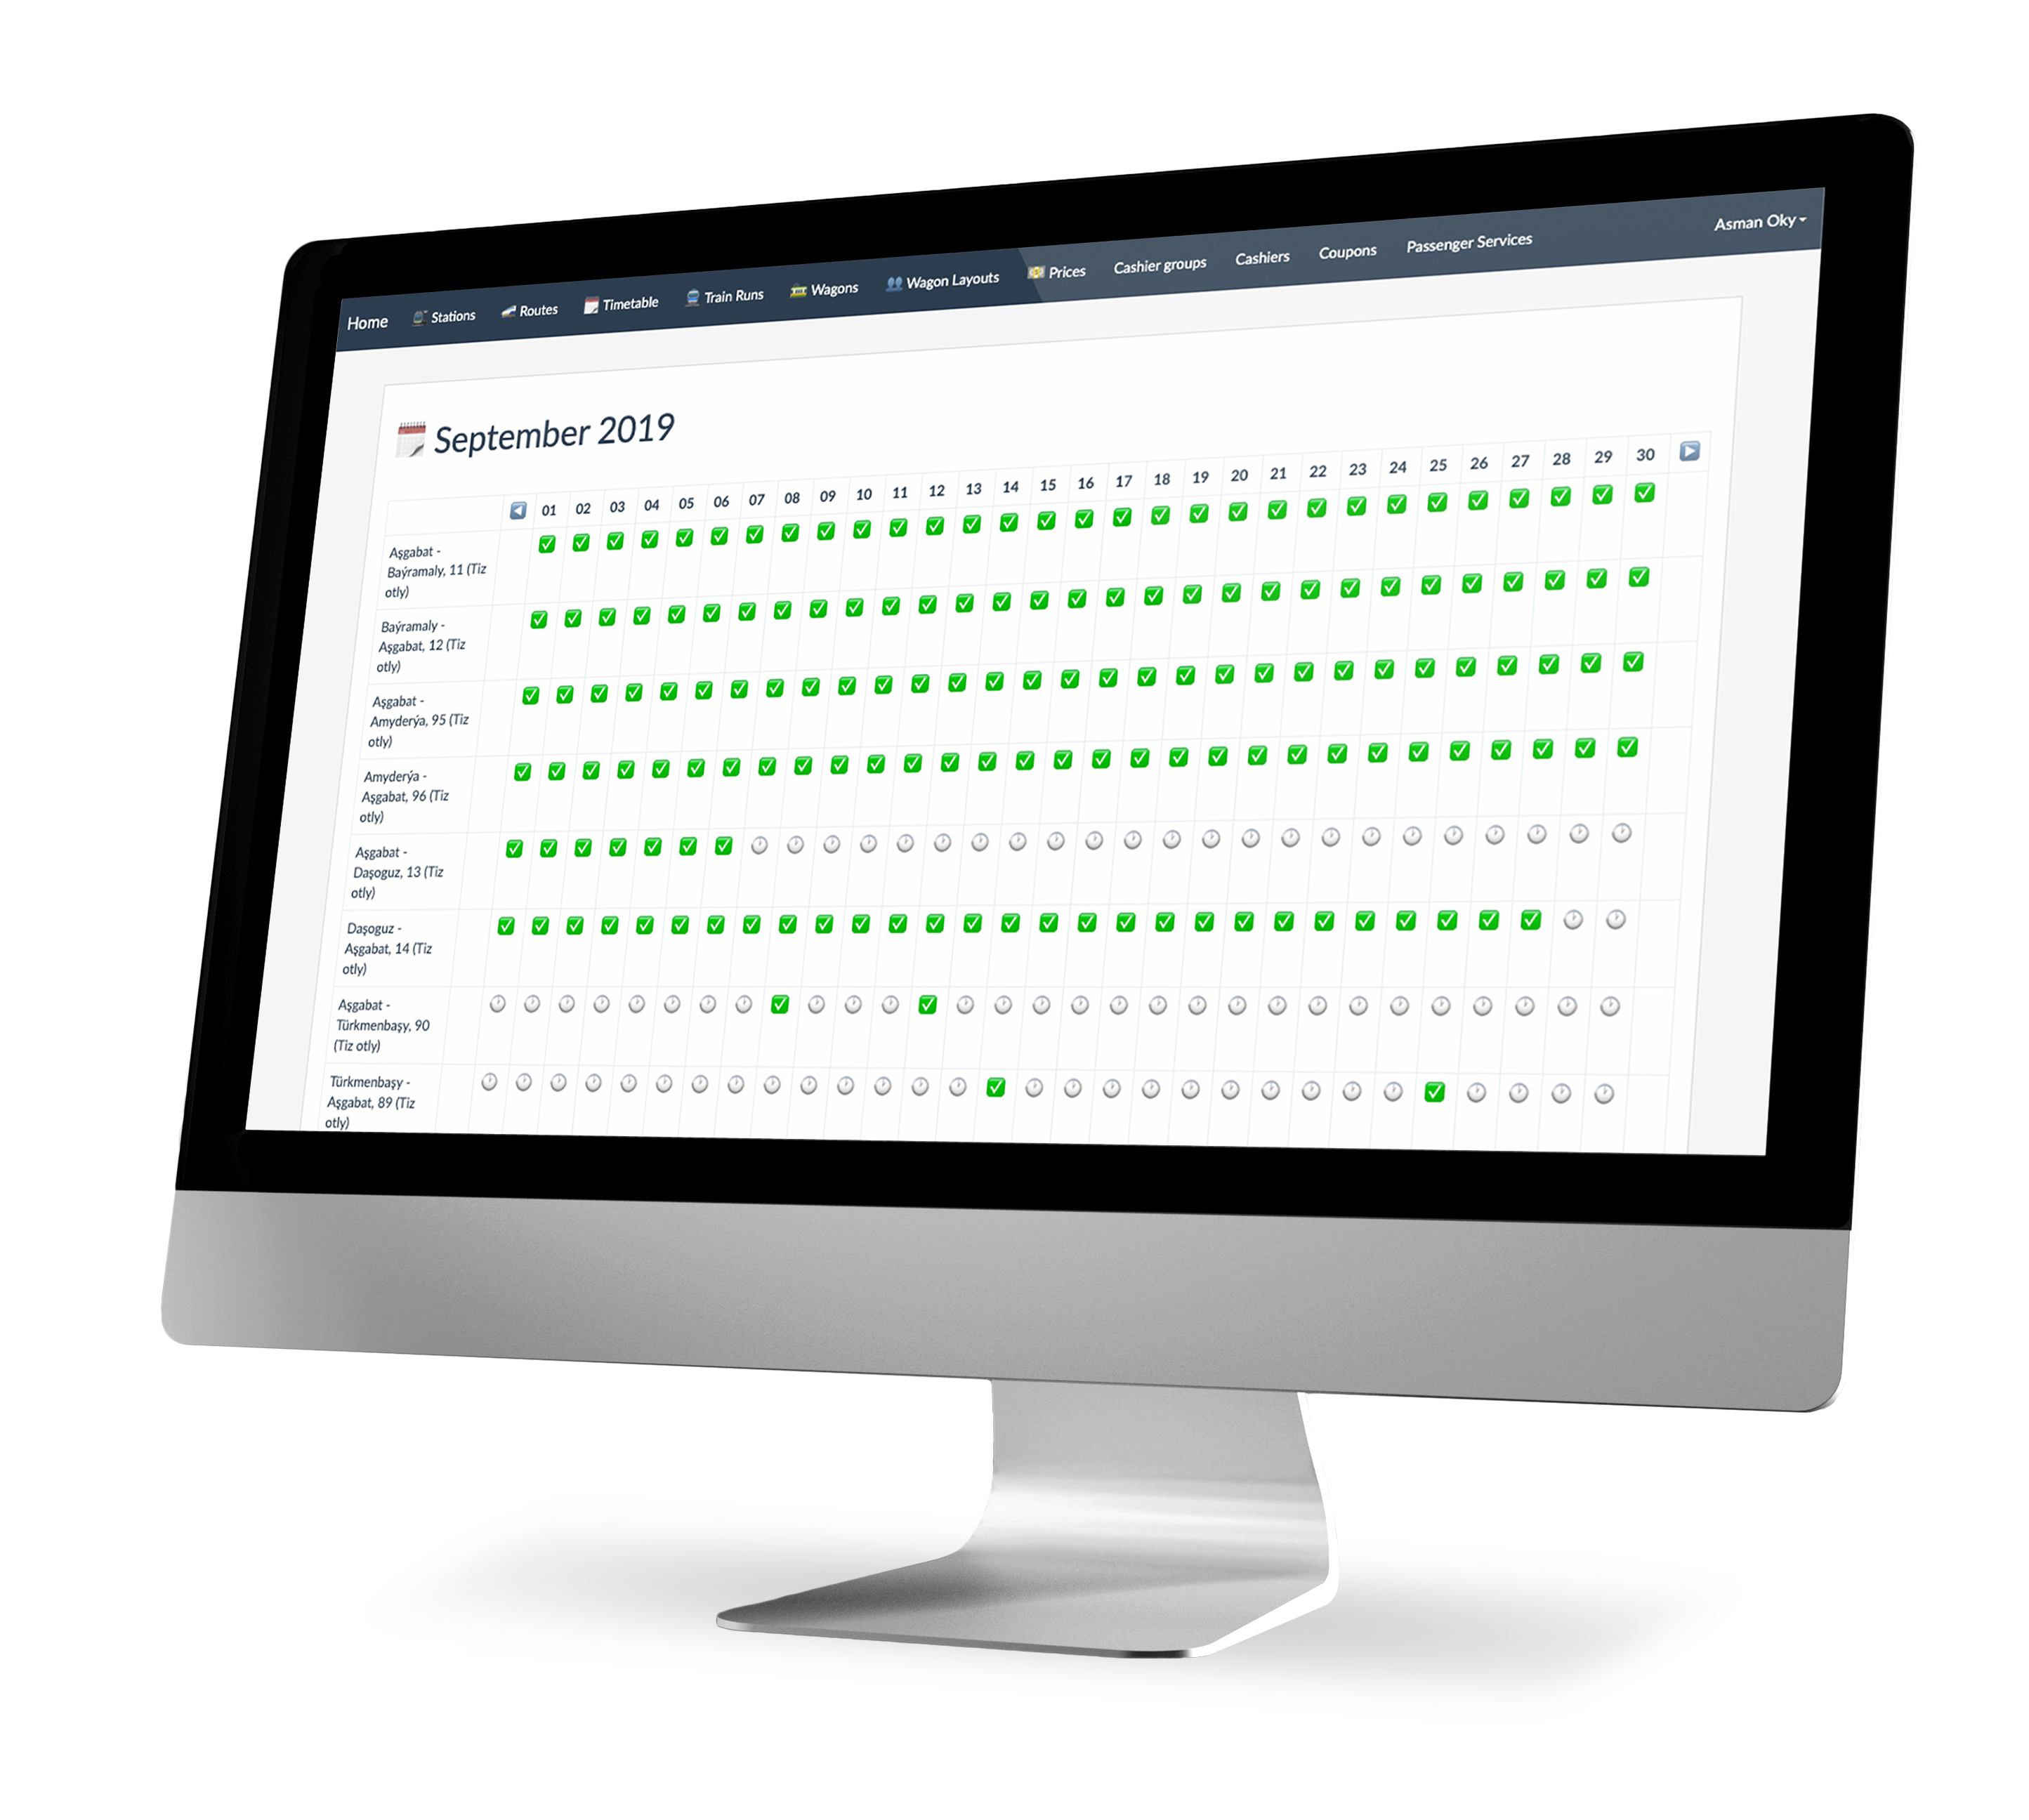 Home Stations Routes Timetable Train Runs Wagons Wagon Layouts Prices Cashier groups Cashiers Coupons Passenger Services Asman Oky
September 2019
01 02 03 04 05 06 07 08 09 10 11 12 13 14 15 16 17 18 19 20 21 22 23 24 25 26 27 28 29 30
Aşgabat -
Baýramaly, 11 (Tiz
otly)
Baýramaly -
Aşgabat, 12 (Tiz
otly)
Aşgabat -
Amyderýa, 95 (Tiz
otly)
Amyderýa -
Aşgabat, 96 (Tiz
otly)
Aşgabat -
Daşoguz, 13 (Tiz
otly)
Daşoguz -
Aşgabat, 14 (Tiz
otly)
Aşgabat -
Türkmenbaşy, 90
(Tiz otly)
Türkmenbaşy -
Aşgabat, 89 (Tiz
otly)